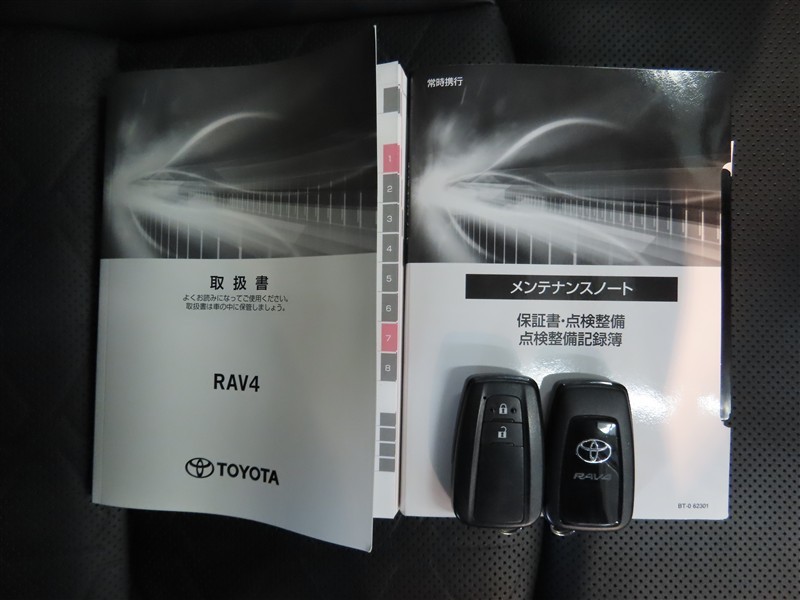 取扱書
よくお読みになってご使用ください。
取扱書は車の中に保管しましょう。
RAV4
TOYOTA
1
2
3
4
5
6
7
8
常時携行
メンテナンスノート
保証書・点検整備
点検整備記録簿
RAV4
BT-0 62301